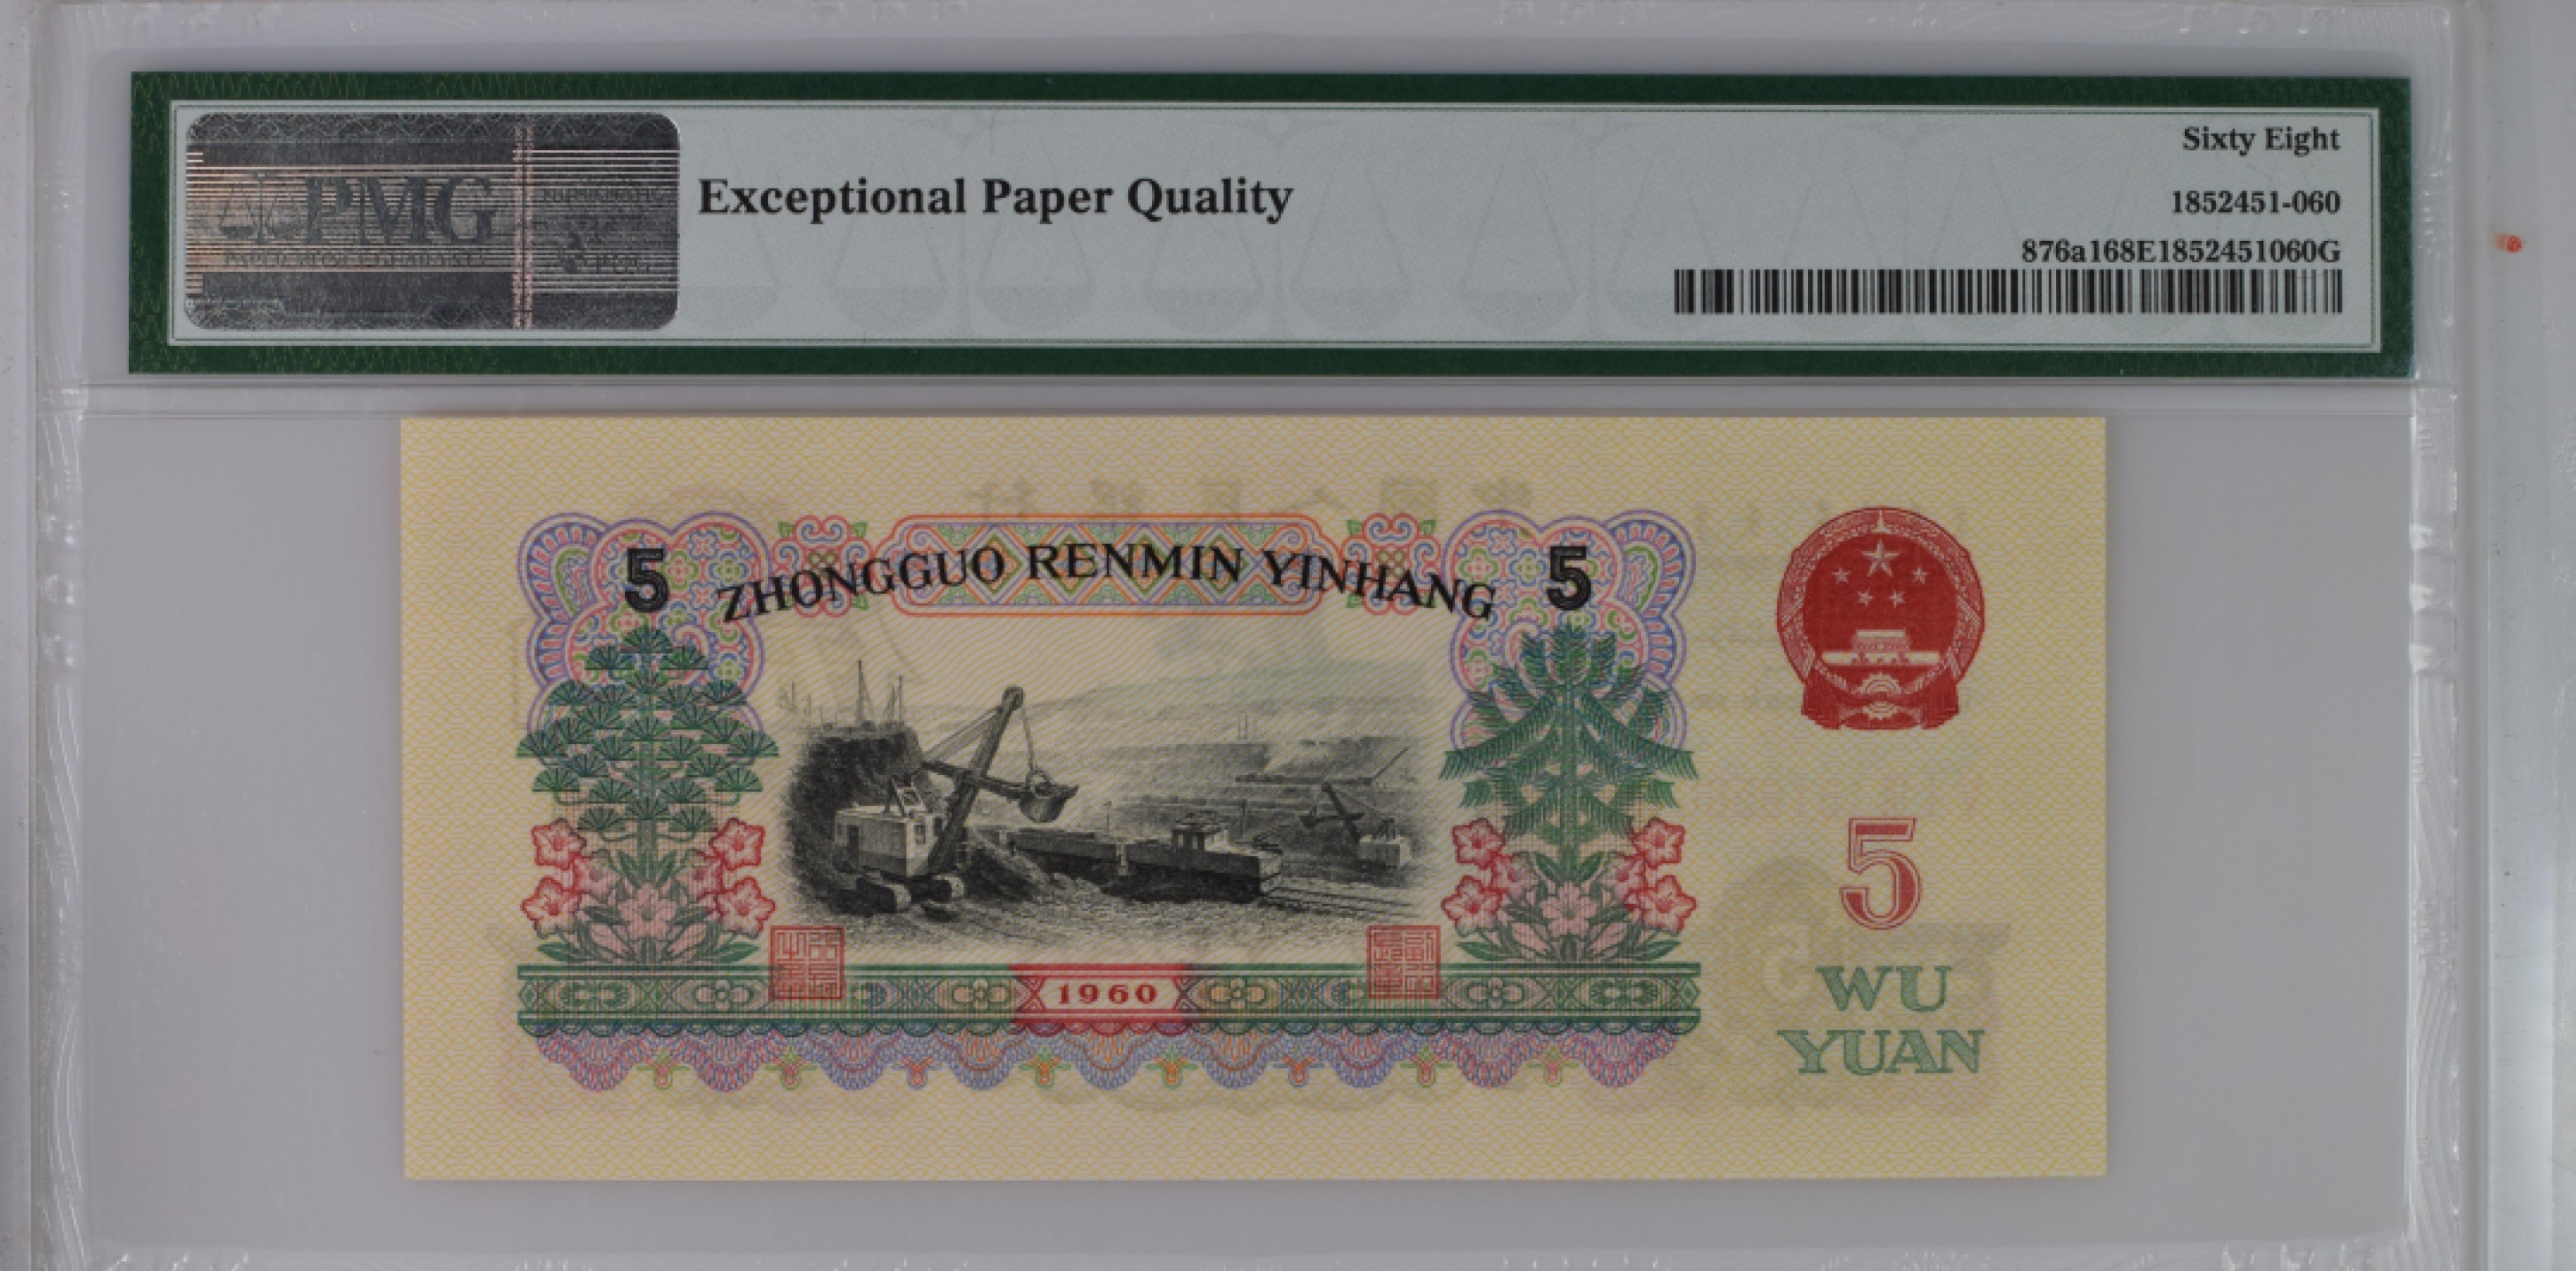 PMG
Exceptional Paper Quality
Sixty Eight
1852451-060
876a168E1852451060G
5 ZHONGGUO RENMIN YINHANG 5
1960
5
WU
YUAN